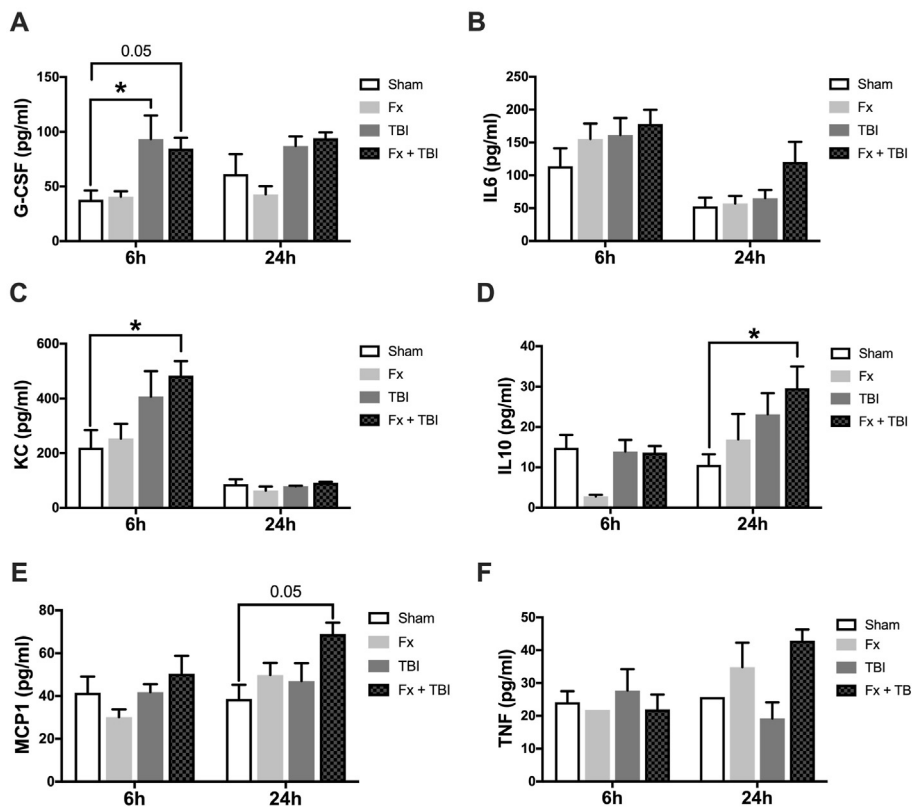 A
0.05
*
G-CSF (pg/ml)
150
100
50
0
6h
24h
Sham
Fx
TBI
Fx + TBI
B
IL6 (pg/ml)
250
200
150
100
50
0
6h
24h
Sham
Fx
TBI
Fx + TBI
C
*
KC (pg/ml)
600
400
200
0
6h
24h
Sham
Fx
TBI
Fx + TBI
D
*
IL10 (pg/ml)
40
30
20
10
0
6h
24h
Sham
Fx
TBI
Fx + TBI
E
0.05
MCP1 (pg/ml)
80
60
40
20
0
6h
24h
Sham
Fx
TBI
Fx + TBI
F
TNF (pg/ml)
50
40
30
20
10
0
6h
24h
Sham
Fx
TBI
Fx + TB